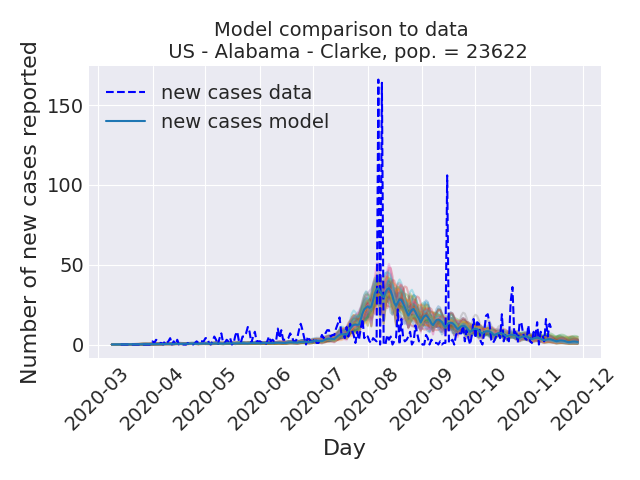 Model comparison to data
US - Alabama - Clarke, pop. = 23622
new cases data
new cases model
Number of new cases reported
150
100
50
0
2020-03
2020-04
2020-05
2020-06
2020-07
2020-08
2020-09
2020-10
2020-11
2020-12
Day